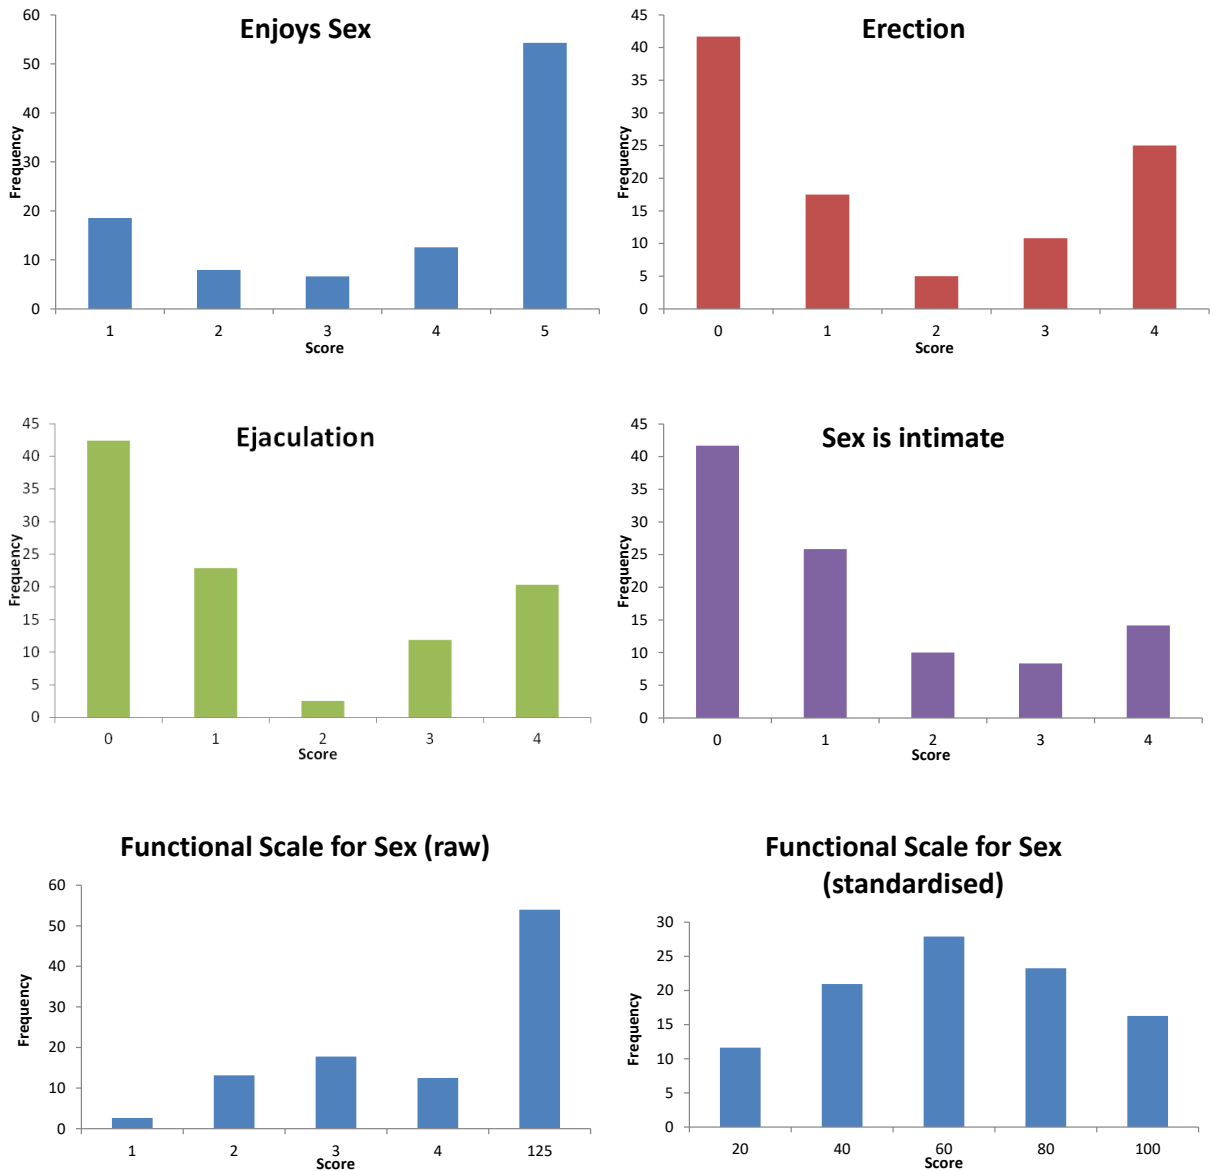 Enjoys Sex
60
50
40
30
20
10
0
Frequency
1 2 3 4 5
Score
Erection
45
40
35
30
25
20
15
10
5
0
Frequency
0 1 2 3 4
Score
Ejaculation
45
40
35
30
25
20
15
10
5
0
Frequency
0 1 2 3 4
Score
Sex is intimate
45
40
35
30
25
20
15
10
5
0
Frequency
0 1 2 3 4
Score
Functional Scale for Sex (raw)
60
50
40
30
20
10
0
Frequency
1 2 3 4 125
Score
Functional Scale for Sex
(standardised)
30
25
20
15
10
5
0
Frequency
20 40 60 80 100
Score